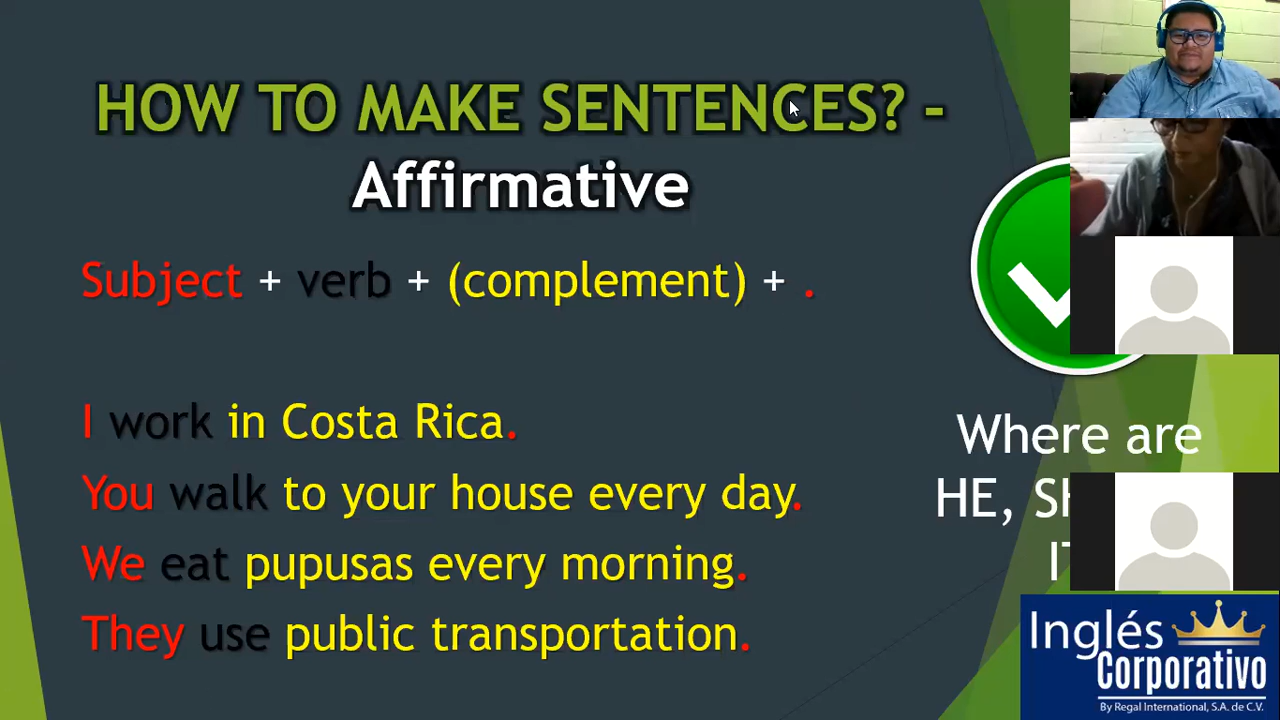 HOW TO MAKE SENTENCES? -
Affirmative
Subject + verb + (complement) + .
I work in Costa Rica.
You walk to your house every day.
We eat pupusas every morning.
They use public transportation.
Where are
HE,
Inglés
Corporativo
By Regal International, S.A. de C.V.